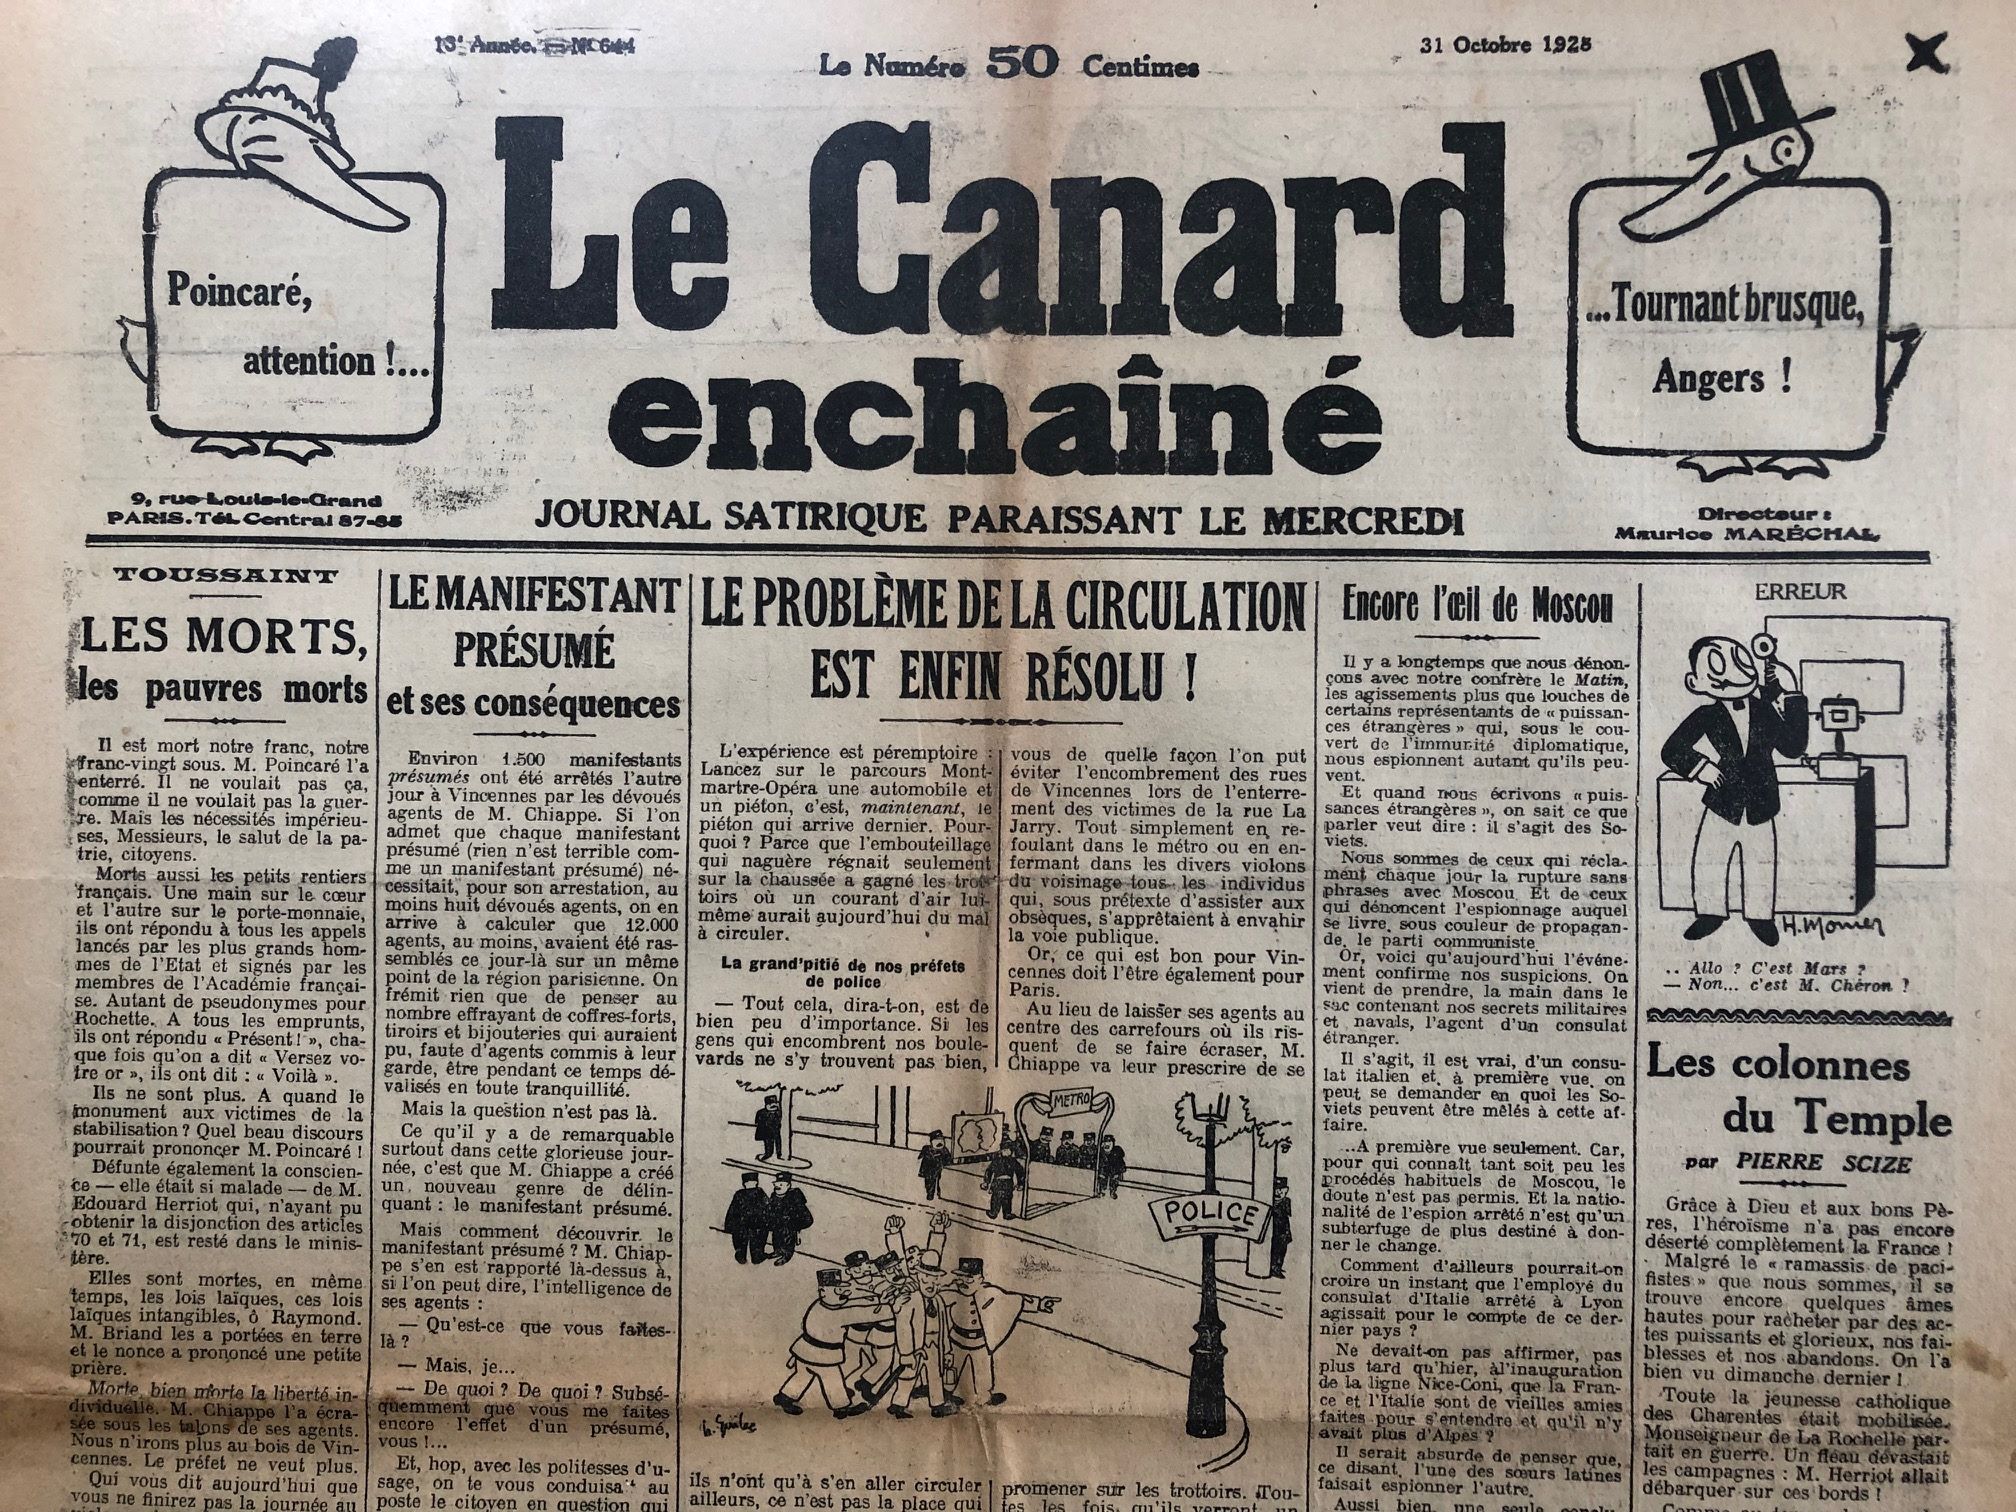 13e Année. — No 644
Le Numéro 50 Centimes
31 Octobre 1928
Poincaré,
attention !...
Le Canard
enchaîné
...Tournant brusque,
Angers !
9, rue Louis-le-Grand
PARIS. Tél. Central 87-65
JOURNAL SATIRIQUE PARAISSANT LE MERCREDI
Directeur :
Maurice MARÉCHAL
TOUSSAINT
LES MORTS,
les pauvres morts
Il est mort notre franc, notre
franc-vingt sous. M. Poincaré l'a
enterré. Il ne voulait pas ça,
comme il ne voulait pas la guer-
re. Mais les nécessités impérieu-
ses, Messieurs, le salut de la pa-
trie, citoyens.
Morts aussi les petits rentiers
français. Une main sur le cœur
et l'autre sur le porte-monnaie,
ils ont répondu à tous les appels
lancés par les plus grands hom-
mes de l'Etat et signés par les
membres de l'Académie françai-
se. Autant de pseudonymes pour
Rochette. A tous les emprunts,
ils ont répondu « Présent ! », cha-
que fois qu'on a dit « Versez vo-
tre or », ils ont dit : « Voilà ».
Ils ne sont plus. A quand le
monument aux victimes de la
stabilisation ? Quel beau discours
pourrait prononcer M. Poincaré !
Défunte également la conscien-
ce — elle était si malade — de M.
Edouard Herriot qui, n'ayant pu
obtenir la disjonction des articles
70 et 71, est resté dans le minis-
tère.
Elles sont mortes, en même
temps, les lois laïques, ces lois
laïques intangibles, ô Raymond.
M. Briand les a portées en terre
et le nonce a prononcé une petite
prière.
Morte, bien morte la liberté in-
dividuelle. M. Chiappe l'a écra-
sée sous les talons de ses agents.
Nous n'irons plus au bois de Vin-
cennes. Le préfet ne veut plus.
Qui vous dit aujourd'hui que
vous ne finirez pas la journée au
LE MANIFESTANT
PRÉSUMÉ
et ses conséquences
Environ 1.500 manifestants
présumés ont été arrêtés l'autre
jour à Vincennes par les dévoués
agents de M. Chiappe. Si l'on
admet que chaque manifestant
présumé (rien n'est terrible com-
me un manifestant présumé) né-
cessitait, pour son arrestation, au
moins huit dévoués agents, on en
arrive à calculer que 12.000
agents, au moins, avaient été ras-
semblés ce jour-là sur un même
point de la région parisienne. On
frémit rien que de penser au
nombre effrayant de coffres-forts,
tiroirs et bijouteries qui auraient
pu, faute d'agents commis à leur
garde, être pendant ce temps dé-
valisés en toute tranquillité.
Mais la question n'est pas là.
Ce qu'il y a de remarquable
surtout dans cette glorieuse jour-
née, c'est que M. Chiappe a créé
un nouveau genre de délin-
quant : le manifestant présumé.
Mais comment découvrir le
manifestant présumé ? M. Chiap-
pe s'en est rapporté là-dessus à,
si l'on peut dire, l'intelligence de
ses agents :
— Qu'est-ce que vous faites-
là ?
— Mais, je...
— De quoi ? De quoi ? Subsé-
quemment que vous me faites
encore l'effet d'un présumé,
vous !...
Et, hop, avec les politesses d'u-
sage, on te vous conduisait au
poste le citoyen en question qui
LE PROBLÈME DE LA CIRCULATION
EST ENFIN RÉSOLU !
L'expérience est péremptoire :
Lancez sur le parcours Mont-
martre-Opéra une automobile et
un piéton, c'est, maintenant, le
piéton qui arrive dernier. Pour-
quoi ? Parce que l'embouteillage
qui naguère régnait seulement
sur la chaussée a gagné les trot-
toirs où un courant d'air lui-
même aurait aujourd'hui du mal
à circuler.
La grand'pitié de nos préfets
de police
— Tout cela, dira-t-on, est de
bien peu d'importance. Si les
gens qui encombrent nos boule-
vards ne s'y trouvent pas bien,
vous de quelle façon l'on put
éviter l'encombrement des rues
de Vincennes lors de l'enterre-
ment des victimes de la rue La
Jarry. Tout simplement en re-
foulant dans le métro ou en en-
fermant dans les divers violons
du voisinage tous les individus
qui, sous prétexte d'assister aux
obsèques, s'apprêtaient à envahir
la voie publique.
Or, ce qui est bon pour Vin-
cennes doit l'être également pour
Paris.
Au lieu de laisser ses agents au
centre des carrefours où ils ris-
quent de se faire écraser, M.
Chiappe va leur prescrire de se
METRO
POLICE
h. Guilac
ils n'ont qu'à s'en aller circuler
ailleurs, ce n'est pas la place qui
promener sur les trottoirs. Tou-
tes les fois qu'ils verront un
Encore l'œil de Moscou
Il y a longtemps que nous dénon-
çons avec notre confrère le Matin,
les agissements plus que louches de
certains représentants de « puissan-
ces étrangères » qui, sous le cou-
vert de l'immunité diplomatique,
nous espionnent autant qu'ils peu-
vent.
Et quand nous écrivons « puis-
sances étrangères », on sait ce que
parler veut dire : il s'agit des So-
viets.
Nous sommes de ceux qui récla-
ment chaque jour la rupture sans
phrases avec Moscou. Et de ceux
qui dénoncent l'espionnage auquel
se livre, sous couleur de propagan-
de, le parti communiste.
Or, voici qu'aujourd'hui l'événe-
ment confirme nos suspicions. On
vient de prendre, la main dans le
sac contenant nos secrets militaires
et navals, l'agent d'un consulat
étranger.
Il s'agit, il est vrai, d'un consu-
lat italien et, à première vue, on
peut se demander en quoi les So-
viets peuvent être mêlés à cette af-
faire.
...A première vue seulement. Car,
pour qui connaît tant soit peu les
procédés habituels de Moscou, le
doute n'est pas permis. Et la natio-
nalité de l'espion arrêté n'est qu'un
subterfuge de plus destiné à don-
ner le change.
Comment d'ailleurs pourrait-on
croire un instant que l'employé du
consulat d'Italie arrêté à Lyon
agissait pour le compte de ce der-
nier pays ?
Ne devait-on pas affirmer, pas
plus tard qu'hier, à l'inauguration
de la ligne Nice-Coni, que la Fran-
ce et l'Italie sont de vieilles amies
faites pour s'entendre et qu'il n'y
avait plus d'Alpes ?
Il serait absurde de penser que,
ce disant, l'une des sœurs latines
faisait espionner l'autre.
Aussi bien, une seule
ERREUR
H. Monier
.. Allo ? C'est Mars ?
— Non... c'est M. Chéron ?
Les colonnes
du Temple
par PIERRE SCIZE
Grâce à Dieu et aux bons Pè-
res, l'héroïsme n'a pas encore
déserté complètement la France !
Malgré le « ramassis de paci-
fistes » que nous sommes, il se
trouve encore quelques âmes
hautes pour racheter par des ac-
tes puissants et glorieux, nos fai-
blesses et nos abandons. On l'a
bien vu dimanche dernier !
Toute la jeunesse catholique
des Charentes était mobilisée.
Monseigneur de La Rochelle par-
tait en guerre. Un fléau dévastait
les campagnes : M. Herriot allait
débarquer sur ces bords !